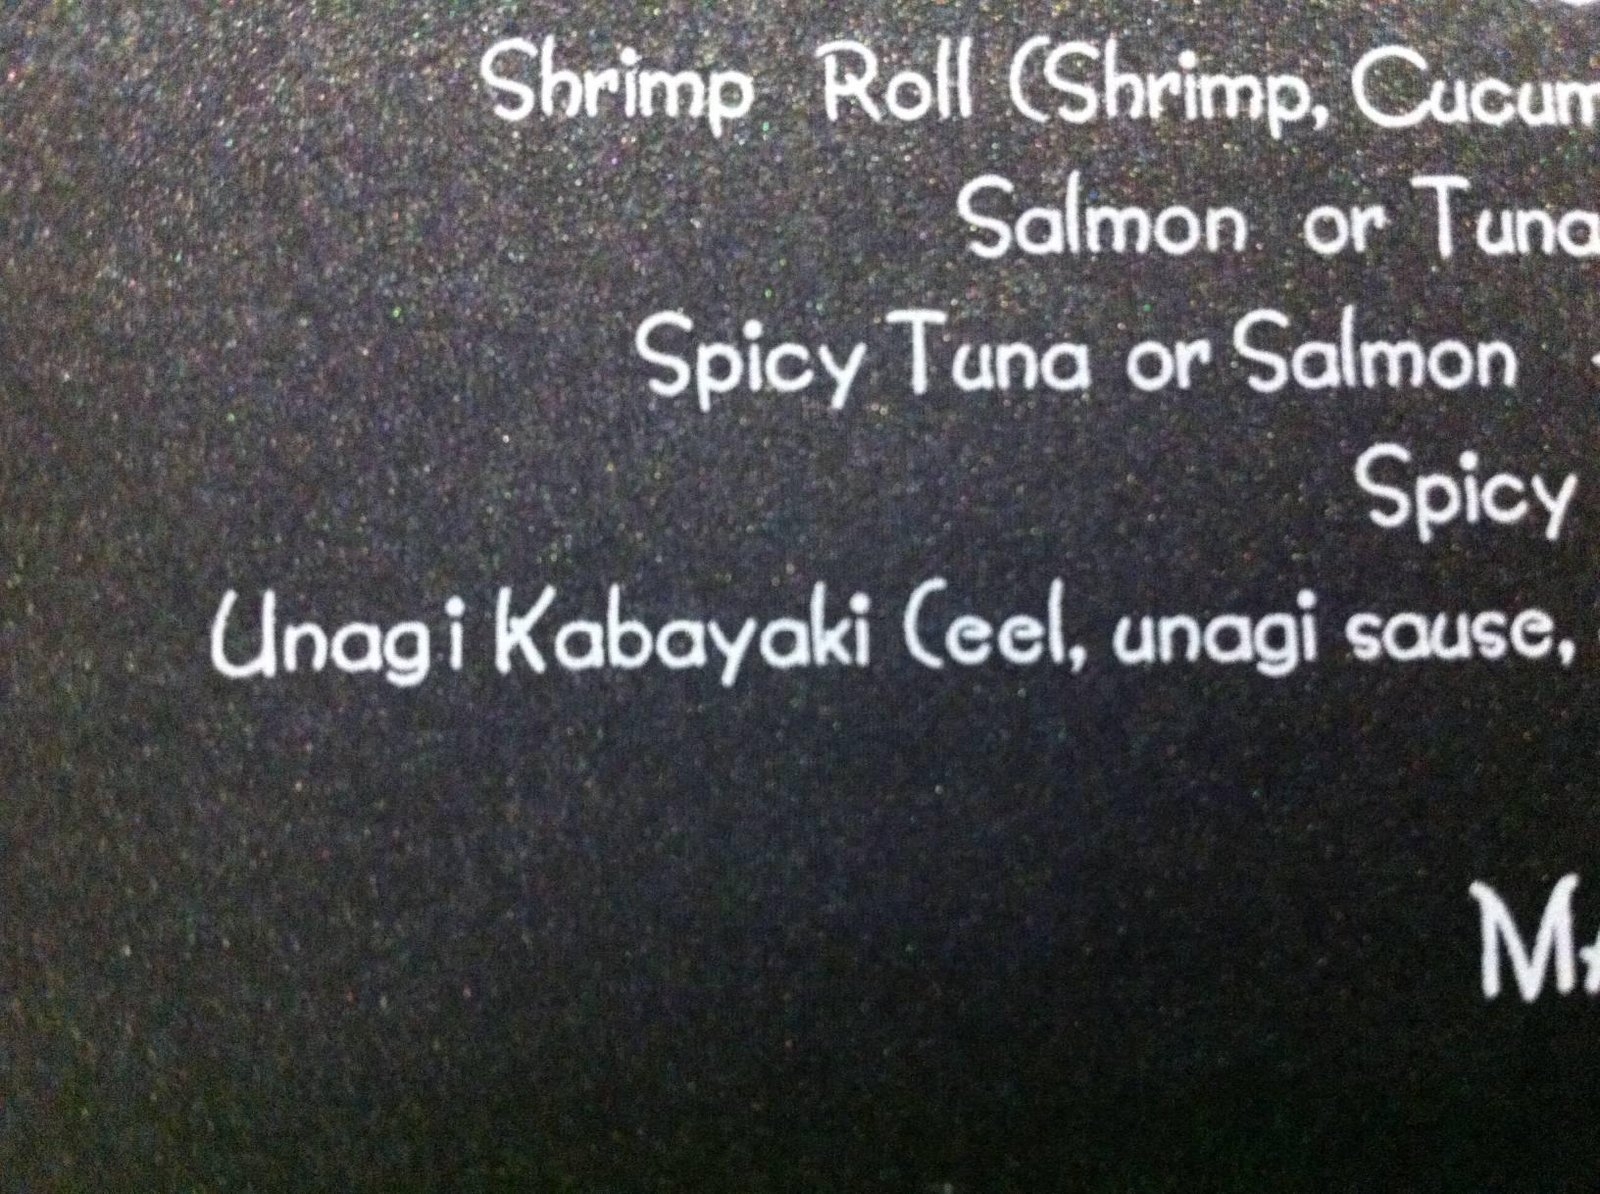 Shrimp Roll (Shrimp, Cucum
Salmon or Tuna
Spicy Tuna or Salmon
Spicy
Unagi Kabayaki (eel, unagi sause,